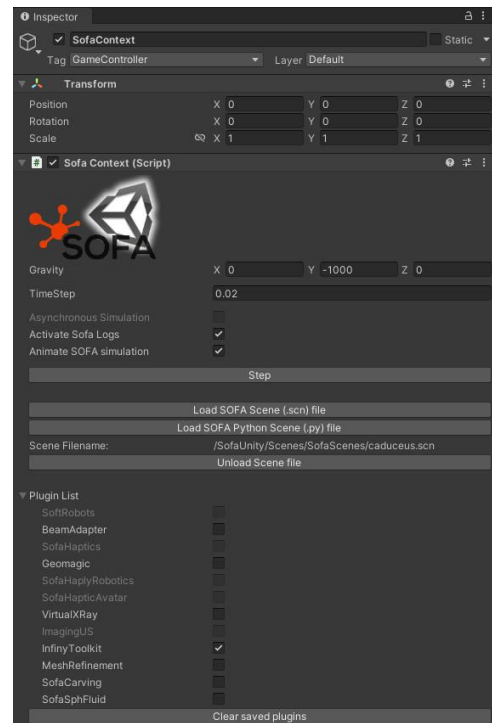 Inspector
SofaContext Static
Tag GameController Layer Default
Transform
Position X 0 Y 0 Z 0
Rotation X 0 Y 0 Z 0
Scale X 1 Y 1 Z 1
# Sofa Context (Script)
SOFA
Gravity X 0 Y -1000 Z 0
TimeStep 0.02
Asynchronous Simulation
Activate Sofa Logs
Animate SOFA simulation
Step
Load SOFA Scene (.scn) file
Load SOFA Python Scene (.py) file
Scene Filename: /SofaUnity/Scenes/SofaScenes/caduceus.scn
Unload Scene file
Plugin List
SoftRobots
BeamAdapter
SofaHaptics
Geomagic
SofaHaplyRobotics
SofaHapticAvatar
VirtualXRay
ImagingUS
InfinyToolkit
MeshRefinement
SofaCarving
SofaSphFluid
Clear saved plugins